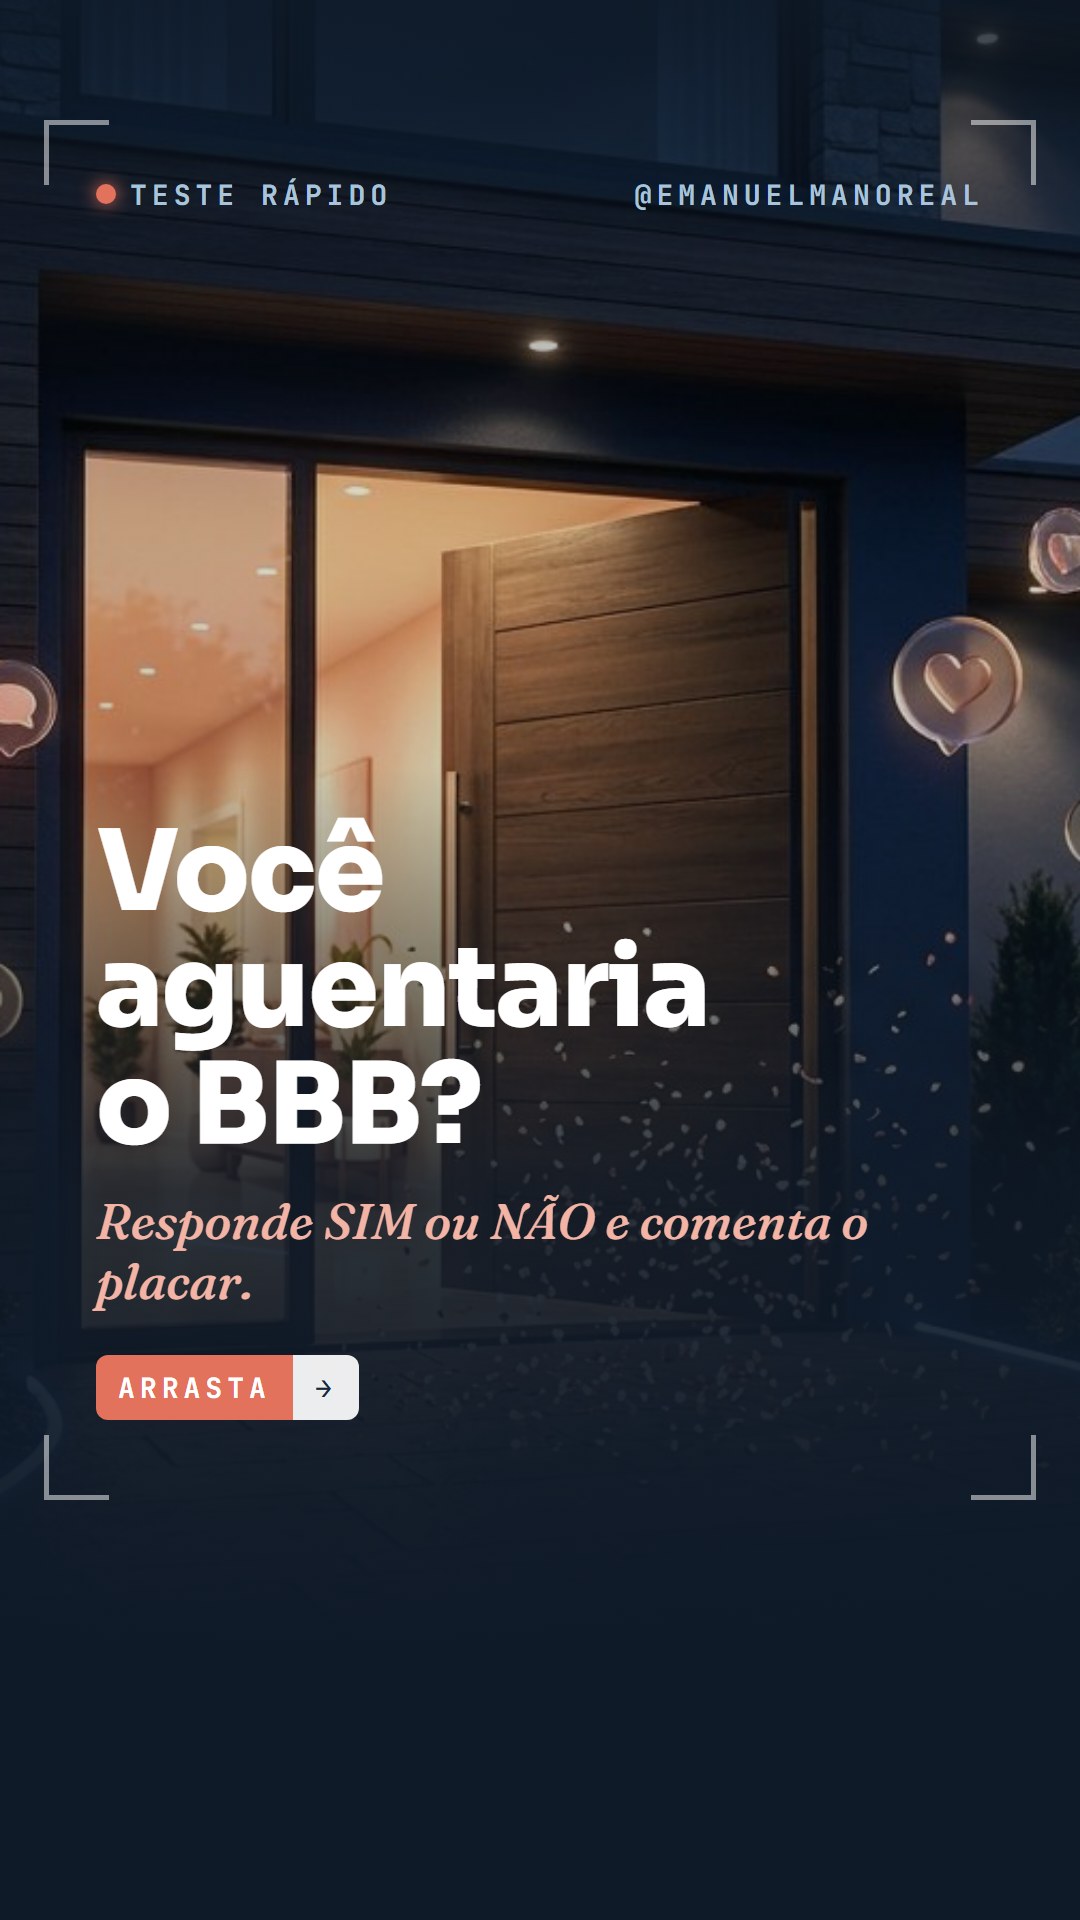 TESTE RÁPIDO
@EMANUELMANOREAL
Você
aguentaria
o BBB?
Responde SIM ou NÃO e comenta o
placar.
ARRASTA →